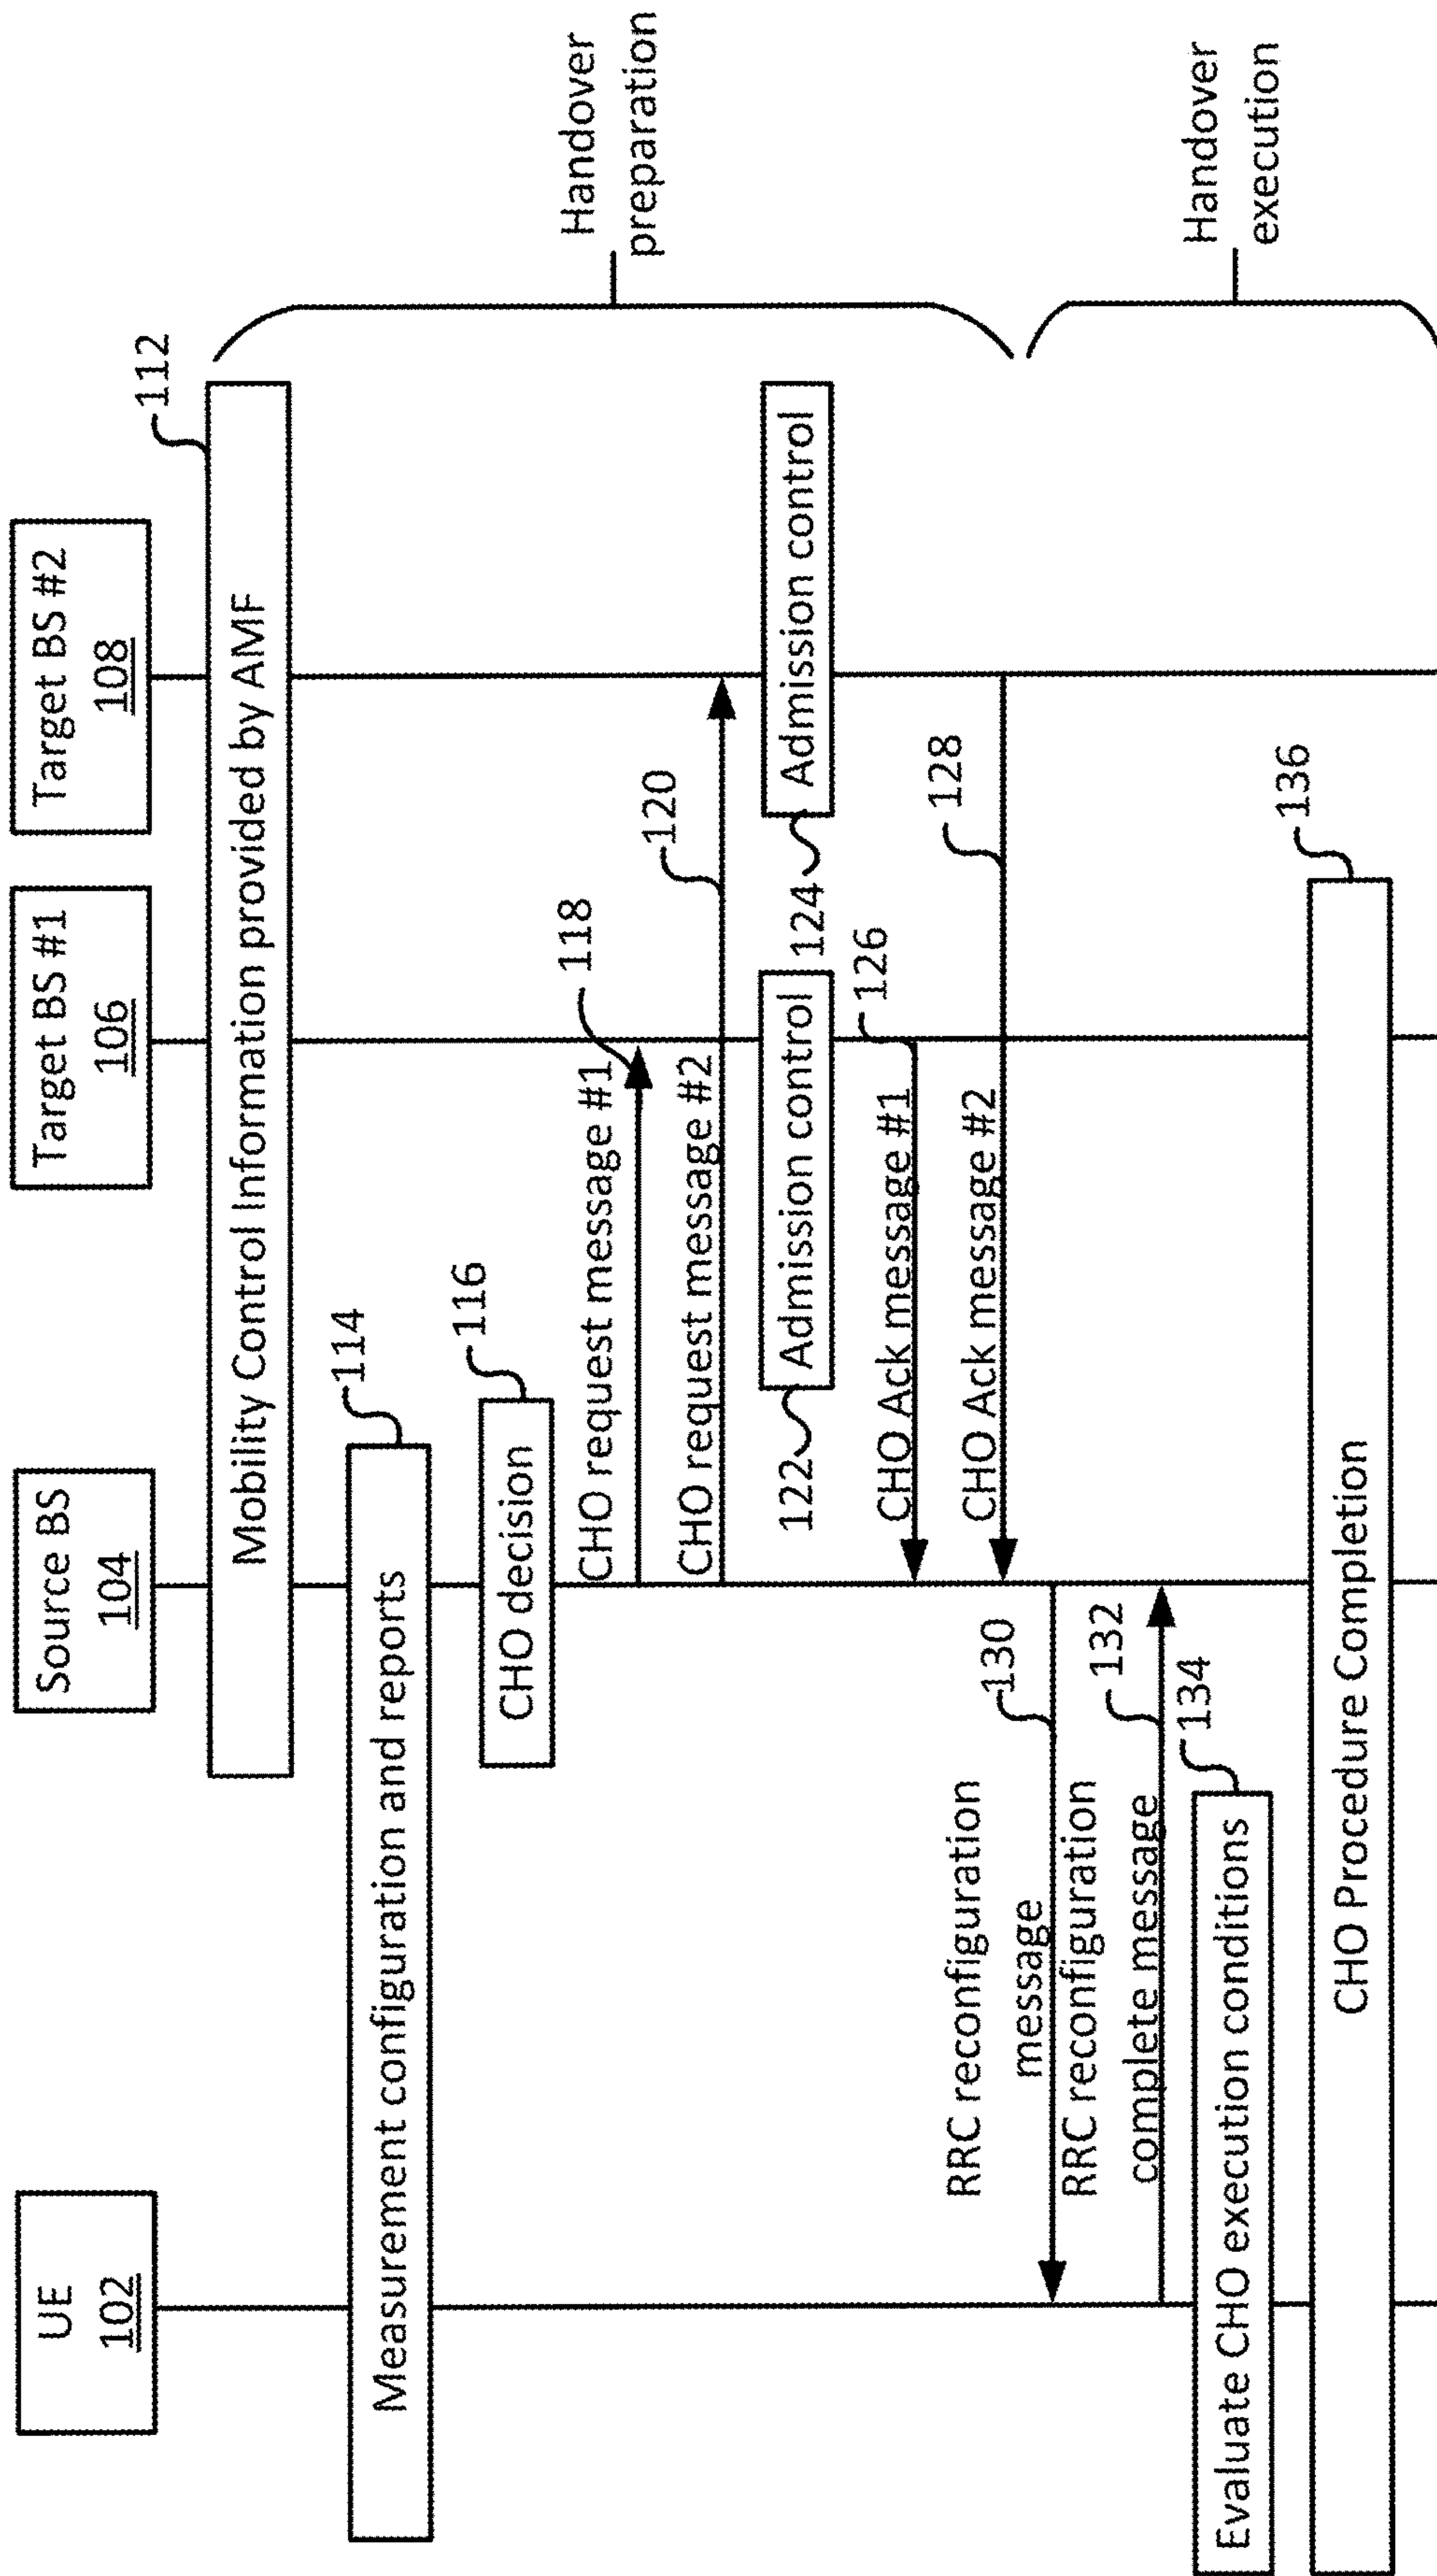 UE
102
Source BS
104
Target BS #1
106
Target BS #2
108
112
Mobility Control Information provided by AMF
114
Measurement configuration and reports
116
CHO decision
118
CHO request message #1
120
CHO request message #2
122
Admission control
124
Admission control
126
CHO Ack message #1
128
CHO Ack message #2
Handover
preparation
130
RRC reconfiguration
message
132
RRC reconfiguration
complete message
134
Evaluate CHO execution conditions
136
CHO Procedure Completion
Handover
execution